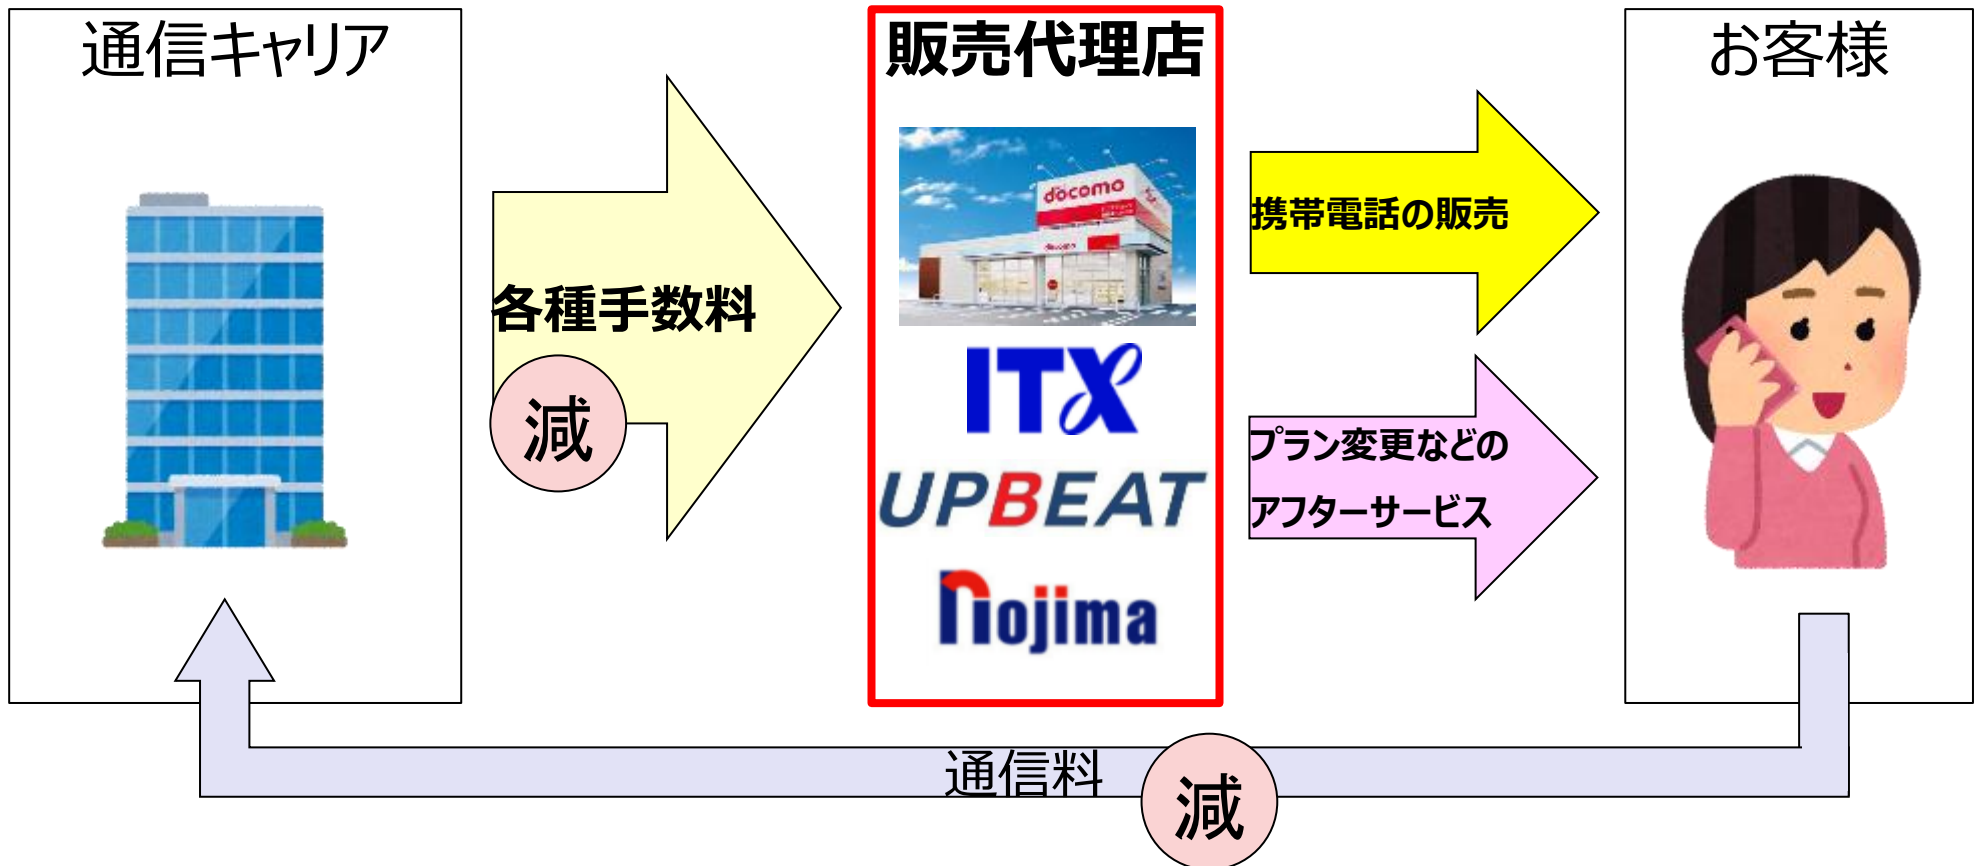 通信キャリア
各種手数料
減
販売代理店
docomo
docomo
ITX
UPBEAT
nojima
携帯電話の販売
プラン変更などの
アフターサービス
お客様
通信料
減